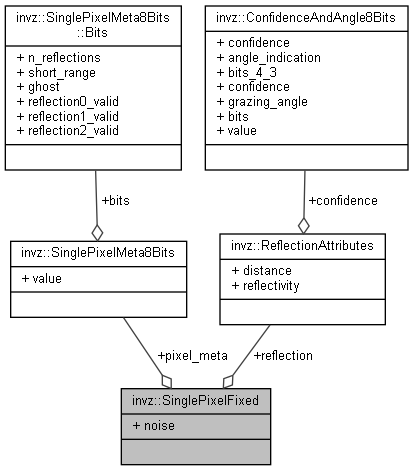 invz::SinglePixelMeta8Bits
::Bits
+ n_reflections
+ short_range
+ ghost
+ reflection0_valid
+ reflection1_valid
+ reflection2_valid
invz::ConfidenceAndAngle8Bits
+ confidence
+ angle_indication
+ bits_4_3
+ confidence
+ grazing_angle
+ bits
+ value
+bits
+confidence
invz::SinglePixelMeta8Bits
+ value
invz::ReflectionAttributes
+ distance
+ reflectivity
+pixel_meta
+reflection
invz::SinglePixelFixed
+ noise